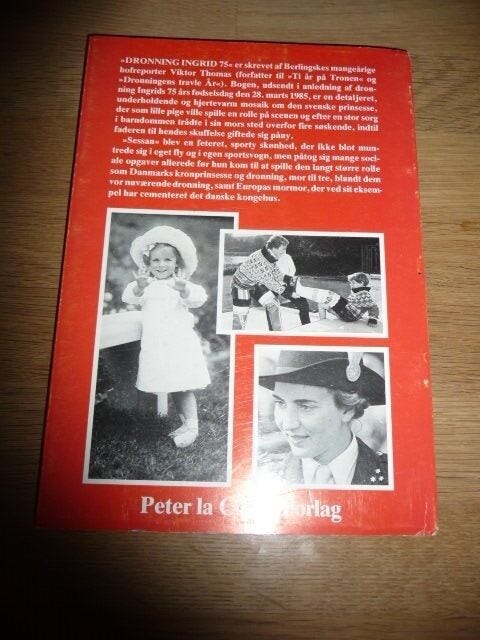 »DRONNING INGRID 75« er skrevet af Berlingskes mangeårige
hofreporter Viktor Thomas (forfatter til »Ti år på Tronen« og
»Dronningens travle År«). Bogen, udsendt i anledning af dron-
ning Ingrids 75 års fødselsdag den 28. marts 1985, er en detaljeret,
underholdende og hjertevarm mosaik om den svenske prinsesse,
der som lille pige ville spille en rolle på scenen og efter en stor sorg
i barndommen trådte i sin mors sted overfor fire søskende, indtil
faderen til hendes skuffelse giftede sig påny.
»Sessan« blev en feteret, sporty skønhed, der ikke blot mun-
trede sig i eget fly og i egen sportsvogn, men påtog sig mange soci-
ale opgaver allerede før hun kom til at spille den langt større rolle
som Danmarks kronprinsesse og dronning, mor til tre, blandt dem
vor nuværende dronning, samt Europas mormor, der ved sit eksem-
pel har cementeret det danske kongehus.
Peter la